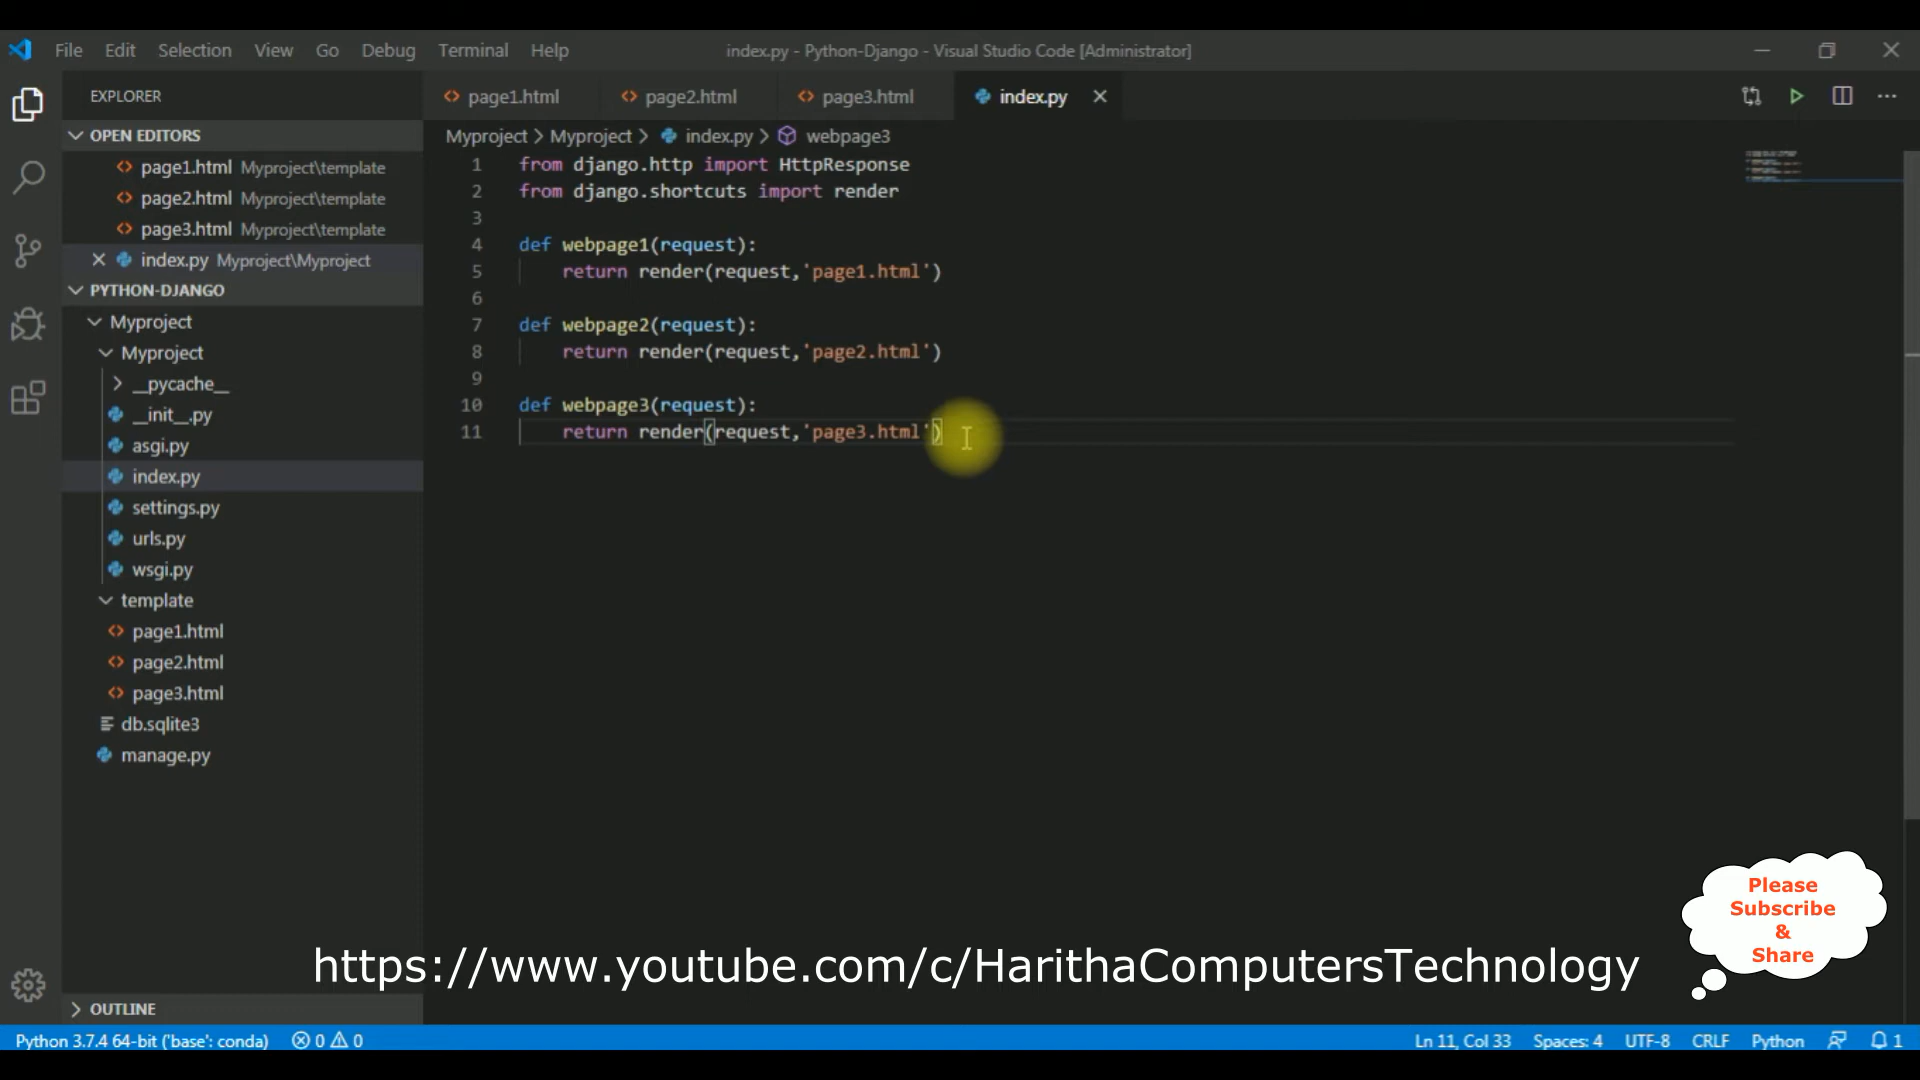 File Edit Selection View Go Debug Terminal Help
index.py - Python-Django - Visual Studio Code [Administrator]
EXPLORER
page1.html page2.html page3.html index.py
OPEN EDITORS
page1.html Myproject\template
page2.html Myproject\template
page3.html Myproject\template
index.py Myproject\Myproject
PYTHON-DJANGO
Myproject
Myproject
__pycache__
__init__.py
asgi.py
index.py
settings.py
urls.py
wsgi.py
template
page1.html
page2.html
page3.html
db.sqlite3
manage.py
OUTLINE
Myproject > Myproject > index.py > webpage3
1 from django.http import HttpResponse
2 from django.shortcuts import render
3
4 def webpage1(request):
5 return render(request,'page1.html')
6
7 def webpage2(request):
8 return render(request,'page2.html')
9
10 def webpage3(request):
11 return render(request,'page3.html')
Please
Subscribe
&
Share
https://www.youtube.com/c/HarithaComputersTechnology
Python 3.7.4 64-bit ('base': conda) 0 0 Ln 11, Col 33 Spaces: 4 UTF-8 CRLF Python 1